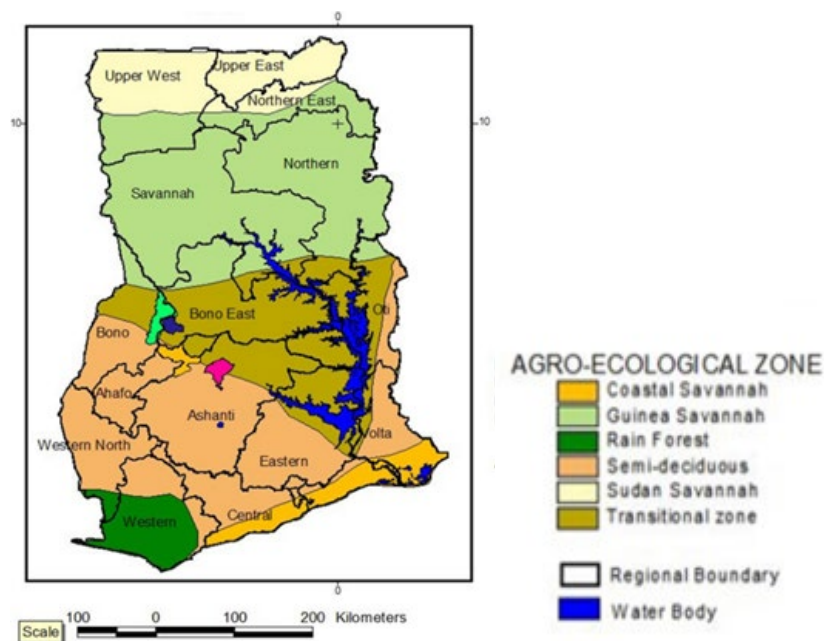 0
Upper West
Upper East
Northern East
10
10
Northern
Savannah
Bono East
Oti
Bono
Ahafo
Ashanti
Western North
Volta
Eastern
Western
Central
0
100 0 100 200 Kilometers
Scale
AGRO-ECOLOGICAL ZONE
Coastal Savannah
Guinea Savannah
Rain Forest
Semi-deciduous
Sudan Savannah
Transitional zone
Regional Boundary
Water Body